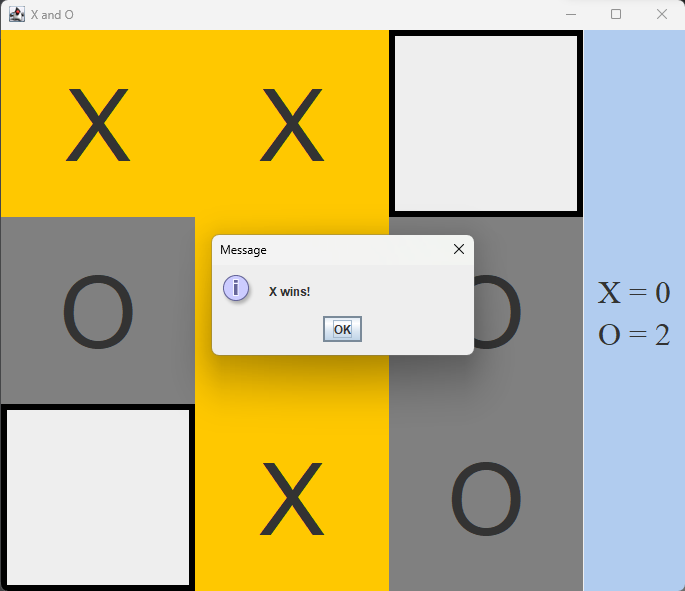 X and O
X X
Message
X wins!
O O
OK
X = 0
O = 2
X O